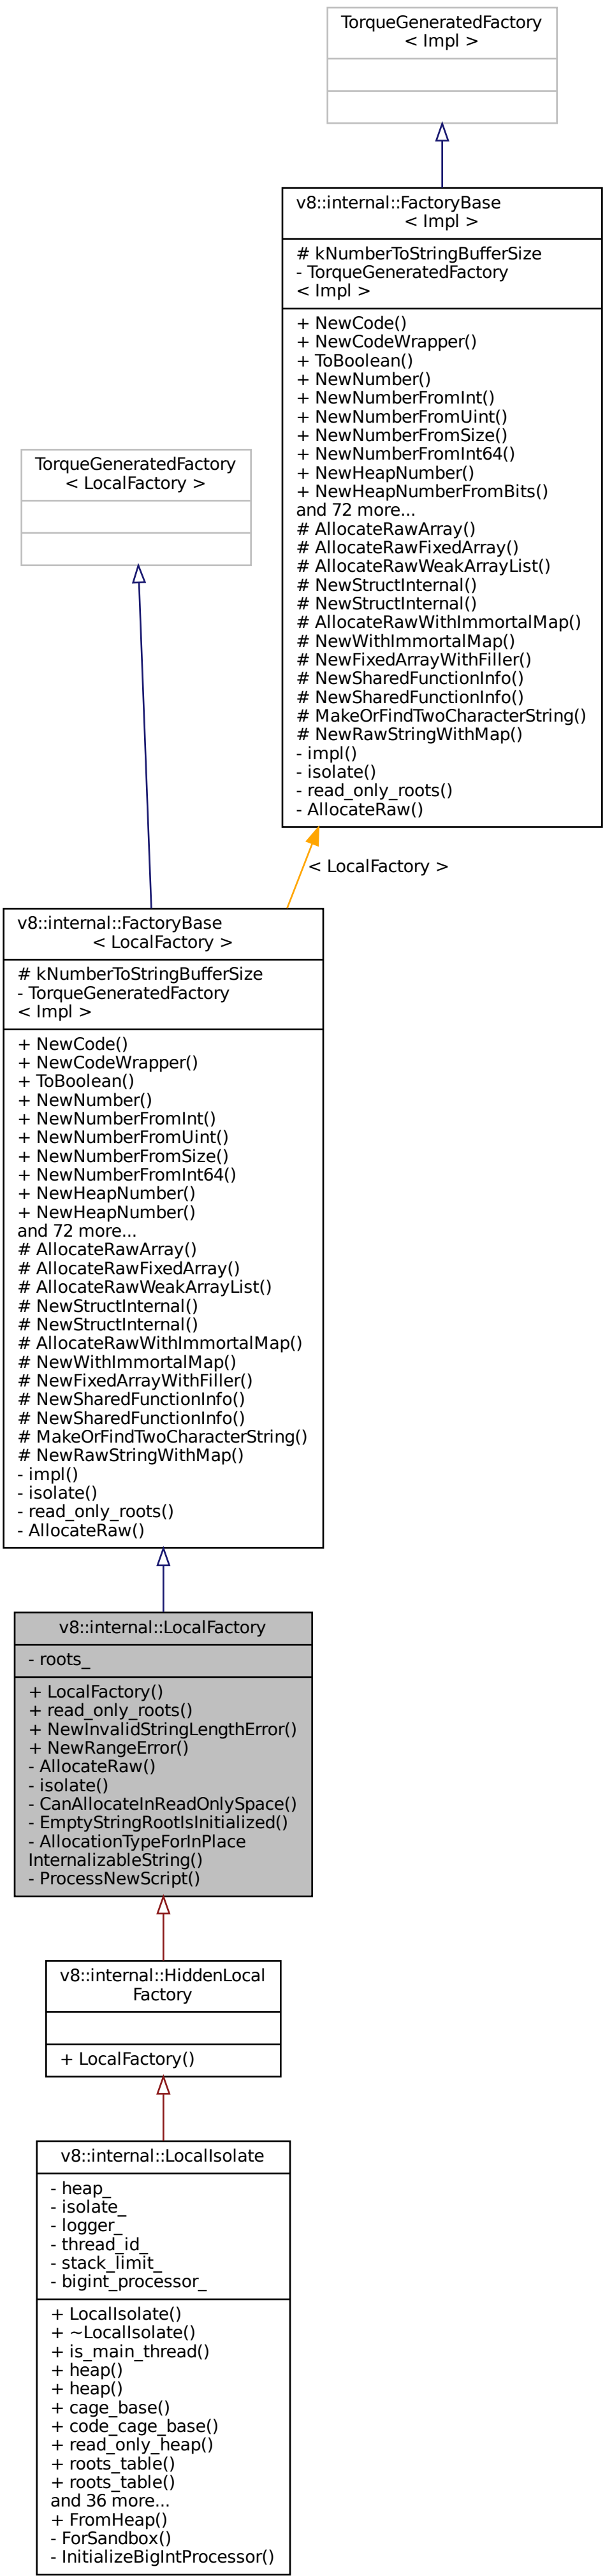 TorqueGeneratedFactory
< Impl >
v8::internal::FactoryBase
< Impl >
# kNumberToStringBufferSize
- TorqueGeneratedFactory
< Impl >
+ NewCode()
+ NewCodeWrapper()
+ ToBoolean()
+ NewNumber()
+ NewNumberFromInt()
+ NewNumberFromUint()
+ NewNumberFromSize()
+ NewNumberFromInt64()
+ NewHeapNumber()
+ NewHeapNumberFromBits()
and 72 more...
# AllocateRawArray()
# AllocateRawFixedArray()
# AllocateRawWeakArrayList()
# NewStructInternal()
# NewStructInternal()
# AllocateRawWithImmortalMap()
# NewWithImmortalMap()
# NewFixedArrayWithFiller()
# NewSharedFunctionInfo()
# NewSharedFunctionInfo()
# MakeOrFindTwoCharacterString()
# NewRawStringWithMap()
- impl()
- isolate()
- read_only_roots()
- AllocateRaw()
TorqueGeneratedFactory
< LocalFactory >
< LocalFactory >
v8::internal::FactoryBase
< LocalFactory >
# kNumberToStringBufferSize
- TorqueGeneratedFactory
< Impl >
+ NewCode()
+ NewCodeWrapper()
+ ToBoolean()
+ NewNumber()
+ NewNumberFromInt()
+ NewNumberFromUint()
+ NewNumberFromSize()
+ NewNumberFromInt64()
+ NewHeapNumber()
+ NewHeapNumber()
and 72 more...
# AllocateRawArray()
# AllocateRawFixedArray()
# AllocateRawWeakArrayList()
# NewStructInternal()
# NewStructInternal()
# AllocateRawWithImmortalMap()
# NewWithImmortalMap()
# NewFixedArrayWithFiller()
# NewSharedFunctionInfo()
# NewSharedFunctionInfo()
# MakeOrFindTwoCharacterString()
# NewRawStringWithMap()
- impl()
- isolate()
- read_only_roots()
- AllocateRaw()
v8::internal::LocalFactory
- roots_
+ LocalFactory()
+ read_only_roots()
+ NewInvalidStringLengthError()
+ NewRangeError()
- AllocateRaw()
- isolate()
- CanAllocateInReadOnlySpace()
- EmptyStringRootIsInitialized()
- AllocationTypeForInPlace
InternalizableString()
- ProcessNewScript()
v8::internal::HiddenLocal
Factory
+ LocalFactory()
v8::internal::LocalIsolate
- heap_
- isolate_
- logger_
- thread_id_
- stack_limit_
- bigint_processor_
+ LocalIsolate()
+ ~LocalIsolate()
+ is_main_thread()
+ heap()
+ heap()
+ cage_base()
+ code_cage_base()
+ read_only_heap()
+ roots_table()
+ roots_table()
and 36 more...
+ FromHeap()
- ForSandbox()
- InitializeBigIntProcessor()